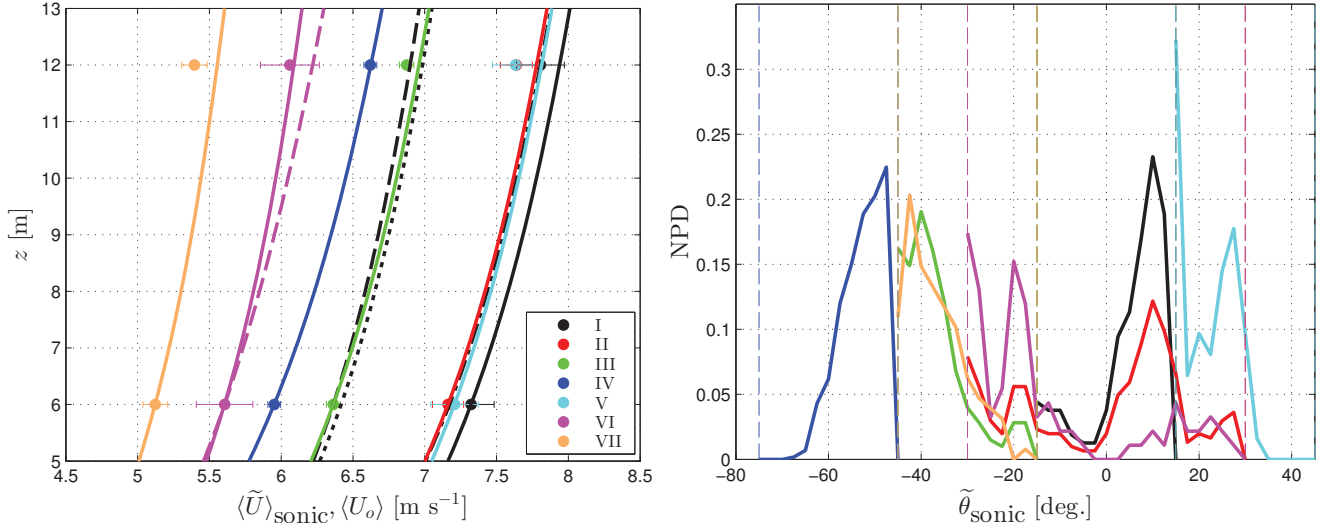 13
12
11
10
9
8
7
6
5
z [m]
I
II
III
IV
V
VI
VII
4.5 5 5.5 6 6.5 7 7.5 8 8.5
⟨Ũ⟩sonic, ⟨Uo⟩ [m s⁻¹]
0.3
0.25
0.2
0.15
0.1
0.05
0
NPD
−80 −60 −40 −20 0 20 40
θ̃sonic [deg.]